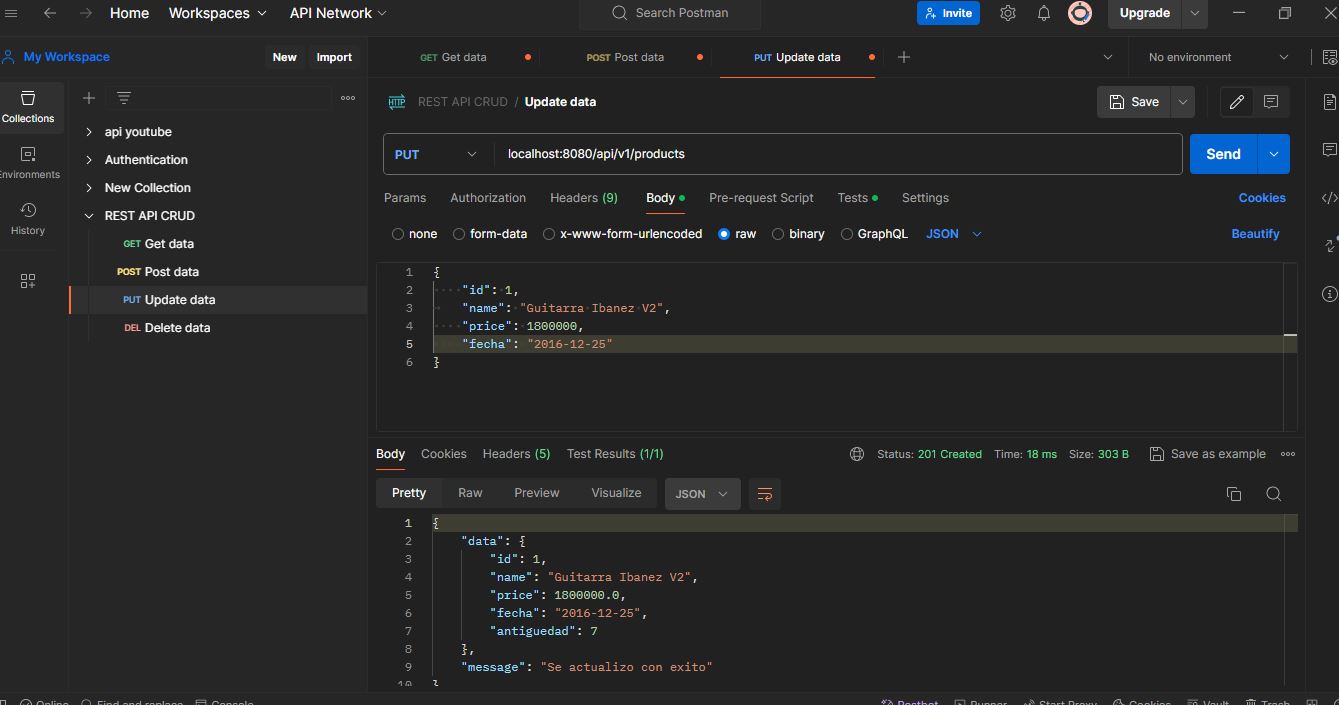 Home Workspaces API Network Search Postman Invite Upgrade
My Workspace New Import GET Get data POST Post data PUT Update data No environment
Collections
Environments
History
api youtube
Authentication
New Collection
REST API CRUD
GET Get data
POST Post data
PUT Update data
DEL Delete data
HTTP REST API CRUD / Update data Save
PUT localhost:8080/api/v1/products Send
Params Authorization Headers (9) Body Pre-request Script Tests Settings Cookies
none form-data x-www-form-urlencoded raw binary GraphQL JSON Beautify
1 {
2 "id": 1,
3 "name": "Guitarra Ibanez V2",
4 "price": 1800000,
5 "fecha": "2016-12-25"
6 }
Body Cookies Headers (5) Test Results (1/1) Status: 201 Created Time: 18 ms Size: 303 B Save as example
Pretty Raw Preview Visualize JSON
1 {
2 "data": {
3 "id": 1,
4 "name": "Guitarra Ibanez V2",
5 "price": 1800000.0,
6 "fecha": "2016-12-25",
7 "antiguedad": 7
8 },
9 "message": "Se actualizo con exito"
10 }
Online Find and replace Console Postbot Runner Start Proxy Cookies Vault Trash